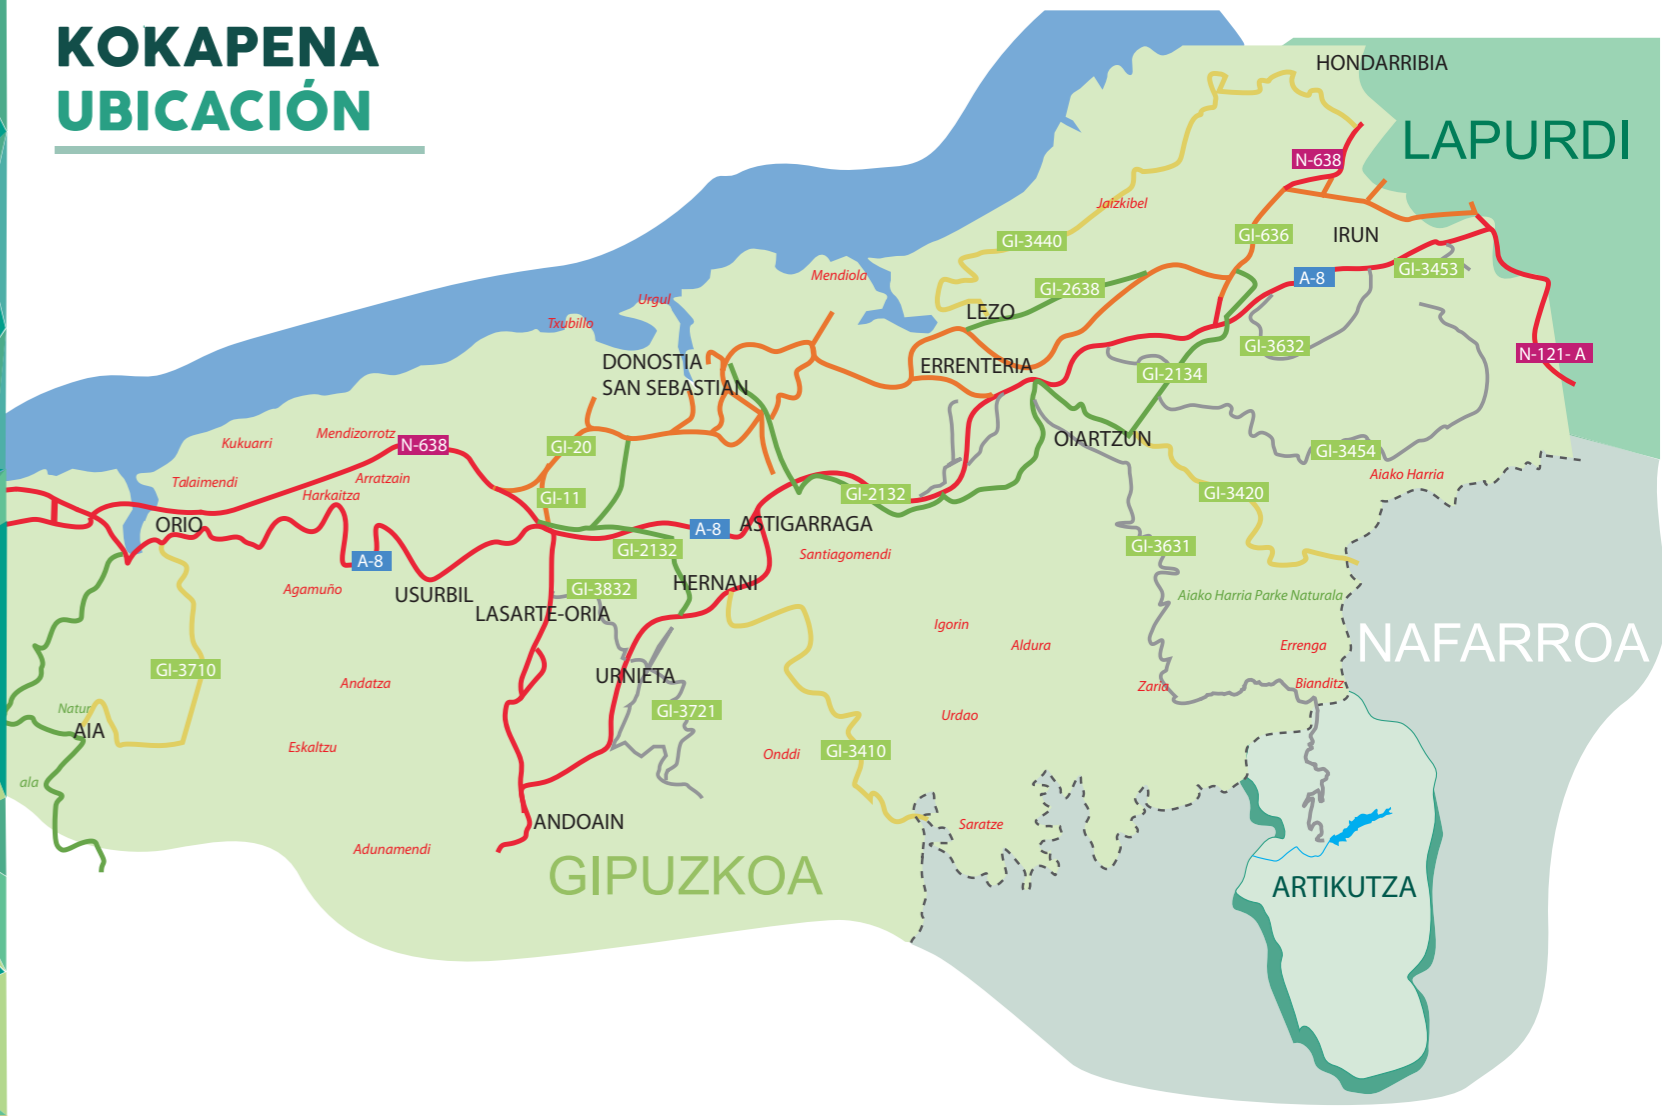 KOKAPENA
UBICACIÓN
HONDARRIBIA
LAPURDI
N-638
Jaizkibel
GI-3440
GI-636
IRUN
GI-3453
A-8
Mendiola
GI-2638
Urgul
LEZO
Txubillo
GI-3632
N-121- A
DONOSTIA
SAN SEBASTIAN
ERRENTERIA
GI-2134
Mendizorrotz
Kukuarri
N-638
GI-20
OIARTZUN
GI-3454
Aiako Harria
Talaimendi
Arratzain
Harkaitza
GI-11
GI-2132
GI-3420
ORIO
A-8
ASTIGARRAGA
GI-2132
Santiagomendi
GI-3631
A-8
Agamuño
USURBIL
GI-3832
HERNANI
Aiako Harria Parke Naturala
LASARTE-ORIA
Igorin
Aldura
Errenga
NAFARROA
GI-3710
URNIETA
Andatza
Zaria
Bianditz
Natur
GI-3721
Urdao
AIA
Eskaltzu
Onddi
GI-3410
ala
ANDOAIN
Saratze
Adunamendi
GIPUZKOA
ARTIKUTZA